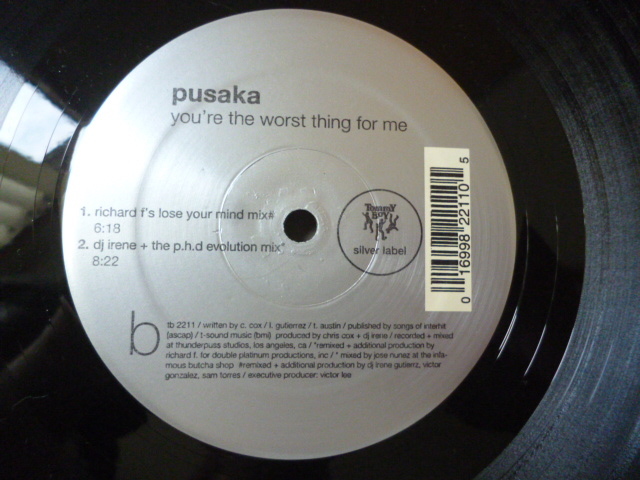 pusaka
you're the worst thing for me
1. richard f's lose your mind mix#
6:18
2. dj irene + the p.h.d evolution mix*
8:22
Tommy
Boy
silver label
0 16998 22110 5
b
tb 2211 / written by c. cox / l. gutierrez / t. austin / published by songs of interhit
(ascap) / t-sound music (bmi) produced by chris cox + dj irene / recorded + mixed
at thunderpuss studios, los angeles, ca / *remixed + additional production by
richard f. for double platinum productions, inc / * mixed by jose nunez at the infa-
mous butcha shop #remixed + additional production by dj irene gutierrz, victor
gonzalez, sam torres / executive producer: victor lee